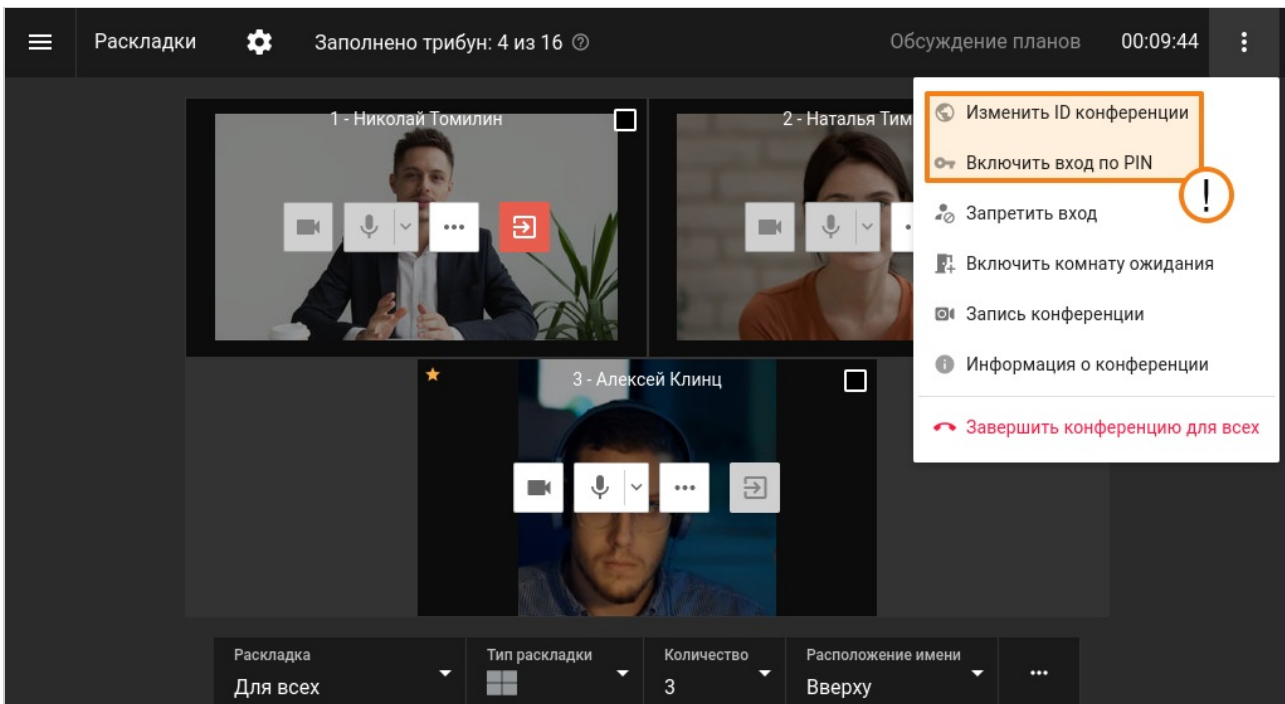 Раскладки
Заполнено трибун: 4 из 16 ?
Обсуждение планов
00:09:44
1 - Николай Томилин
2 - Наталья Тим
Изменить ID конференции
Включить вход по PIN
!
Запретить вход
Включить комнату ожидания
Запись конференции
Информация о конференции
Завершить конференцию для всех
3 - Алексей Клинц
Раскладка
Для всех
Тип раскладки
Количество
3
Расположение имени
Вверху